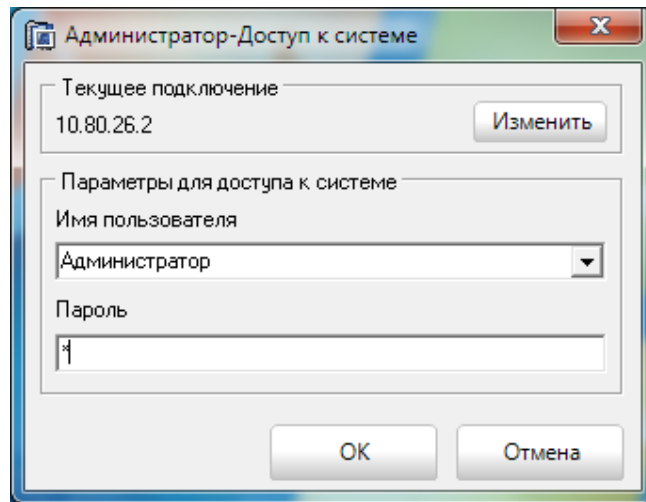 Администратор-Доступ к системе
Текущее подключение
10.80.26.2
Изменить
Параметры для доступа к системе
Имя пользователя
Администратор
Пароль
*
OK
Отмена